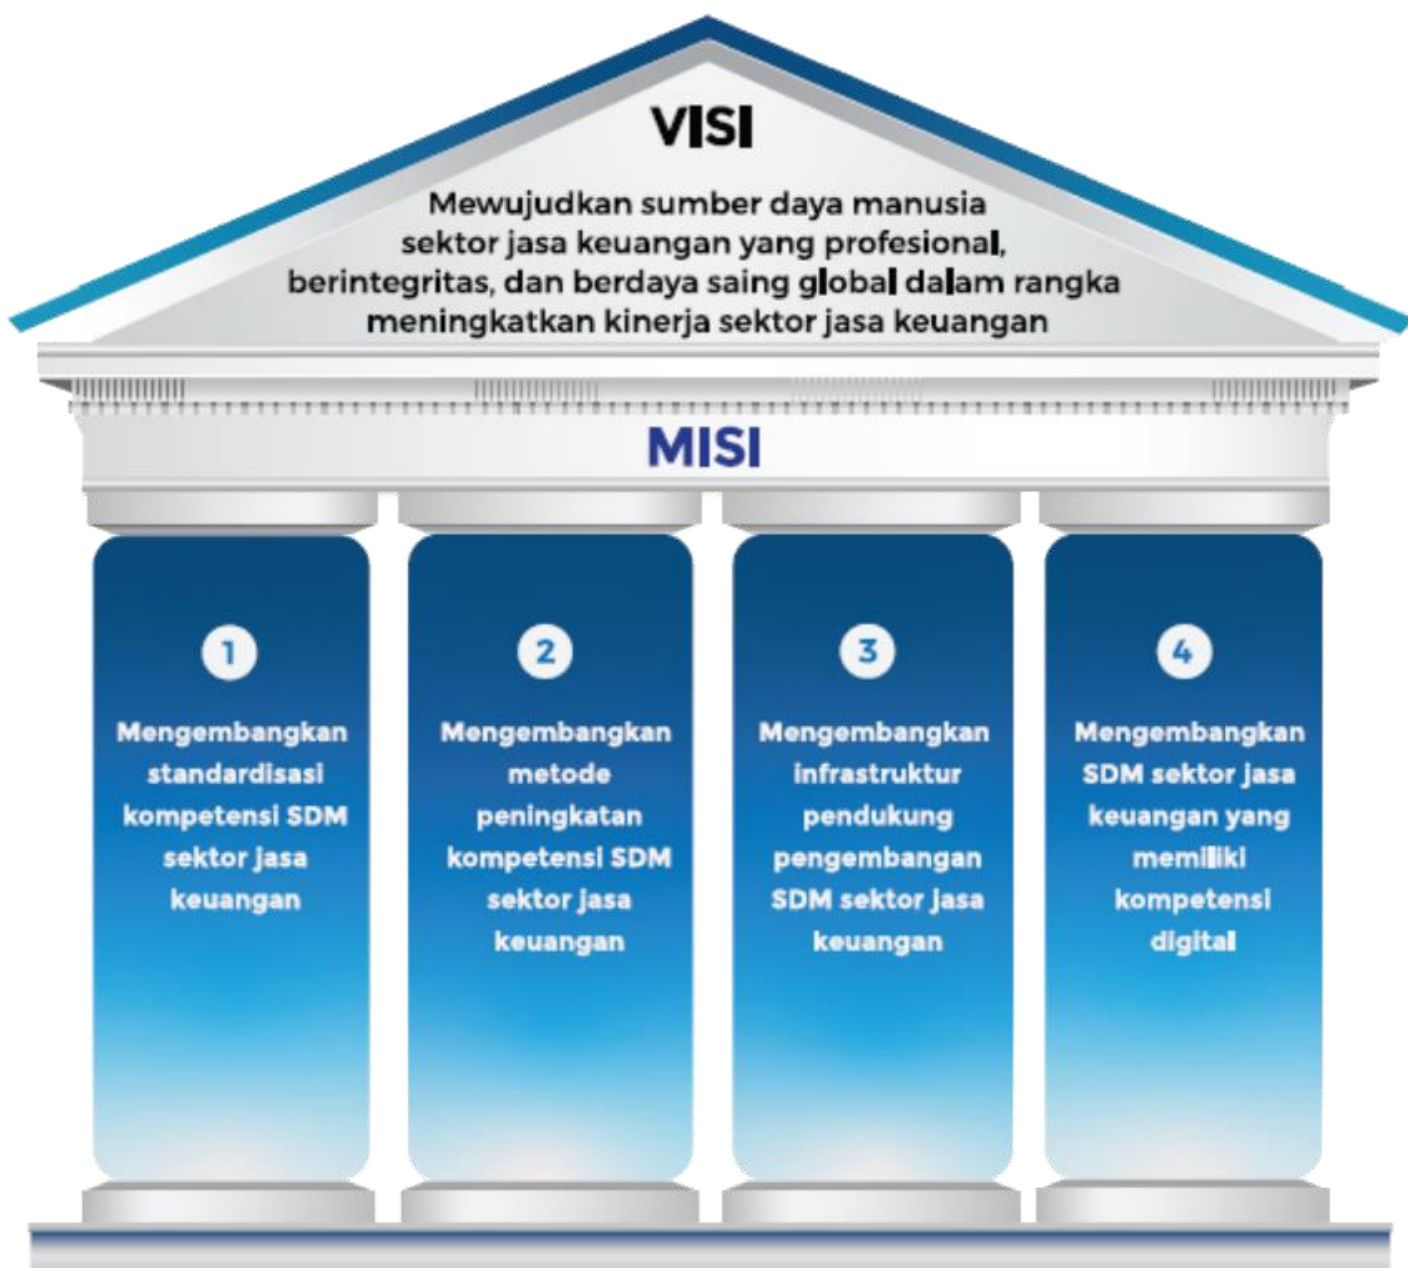 VISI
Mewujudkan sumber daya manusia
sektor jasa keuangan yang profesional,
berintegritas, dan berdaya saing global dalam rangka
meningkatkan kinerja sektor jasa keuangan
MISI
1
Mengembangkan
standardisasi
kompetensi SDM
sektor jasa
keuangan
2
Mengembangkan
metode
peningkatan
kompetensi SDM
sektor jasa
keuangan
3
Mengembangkan
infrastruktur
pendukung
pengembangan
SDM sektor jasa
keuangan
4
Mengembangkan
SDM sektor jasa
keuangan yang
memiliki
kompetensi
digital